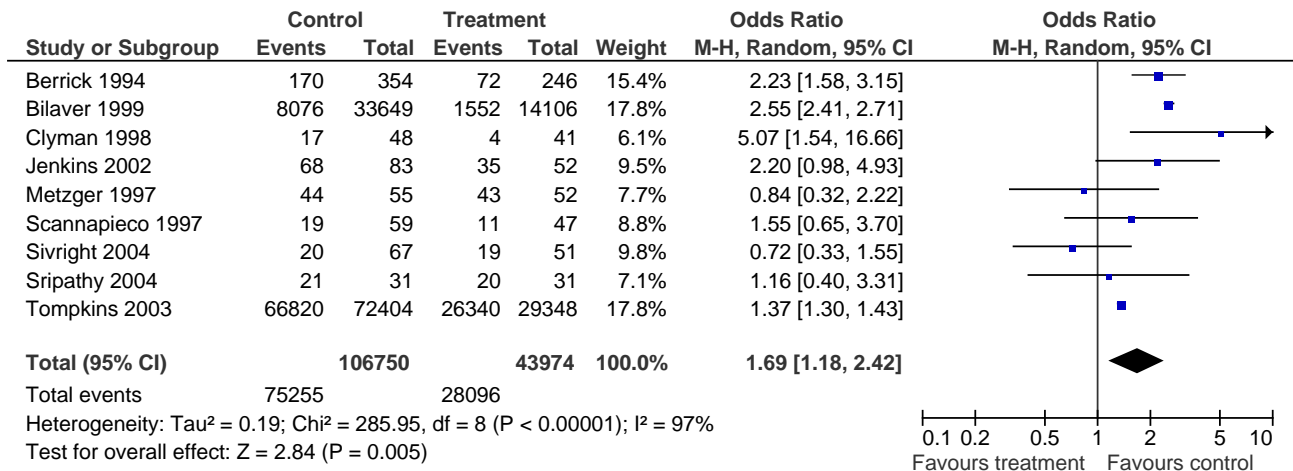 Control Treatment Odds Ratio Odds Ratio
Study or Subgroup Events Total Events Total Weight M-H, Random, 95% CI M-H, Random, 95% CI
Berrick 1994 170 354 72 246 15.4% 2.23 [1.58, 3.15]
Bilaver 1999 8076 33649 1552 14106 17.8% 2.55 [2.41, 2.71]
Clyman 1998 17 48 4 41 6.1% 5.07 [1.54, 16.66]
Jenkins 2002 68 83 35 52 9.5% 2.20 [0.98, 4.93]
Metzger 1997 44 55 43 52 7.7% 0.84 [0.32, 2.22]
Scannapieco 1997 19 59 11 47 8.8% 1.55 [0.65, 3.70]
Sivright 2004 20 67 19 51 9.8% 0.72 [0.33, 1.55]
Sripathy 2004 21 31 20 31 7.1% 1.16 [0.40, 3.31]
Tompkins 2003 66820 72404 26340 29348 17.8% 1.37 [1.30, 1.43]
Total (95% CI) 106750 43974 100.0% 1.69 [1.18, 2.42]
Total events 75255 28096
Heterogeneity: Tau² = 0.19; Chi² = 285.95, df = 8 (P < 0.00001); I² = 97%
Test for overall effect: Z = 2.84 (P = 0.005)
0.1 0.2 0.5 1 2 5 10
Favours treatment Favours control